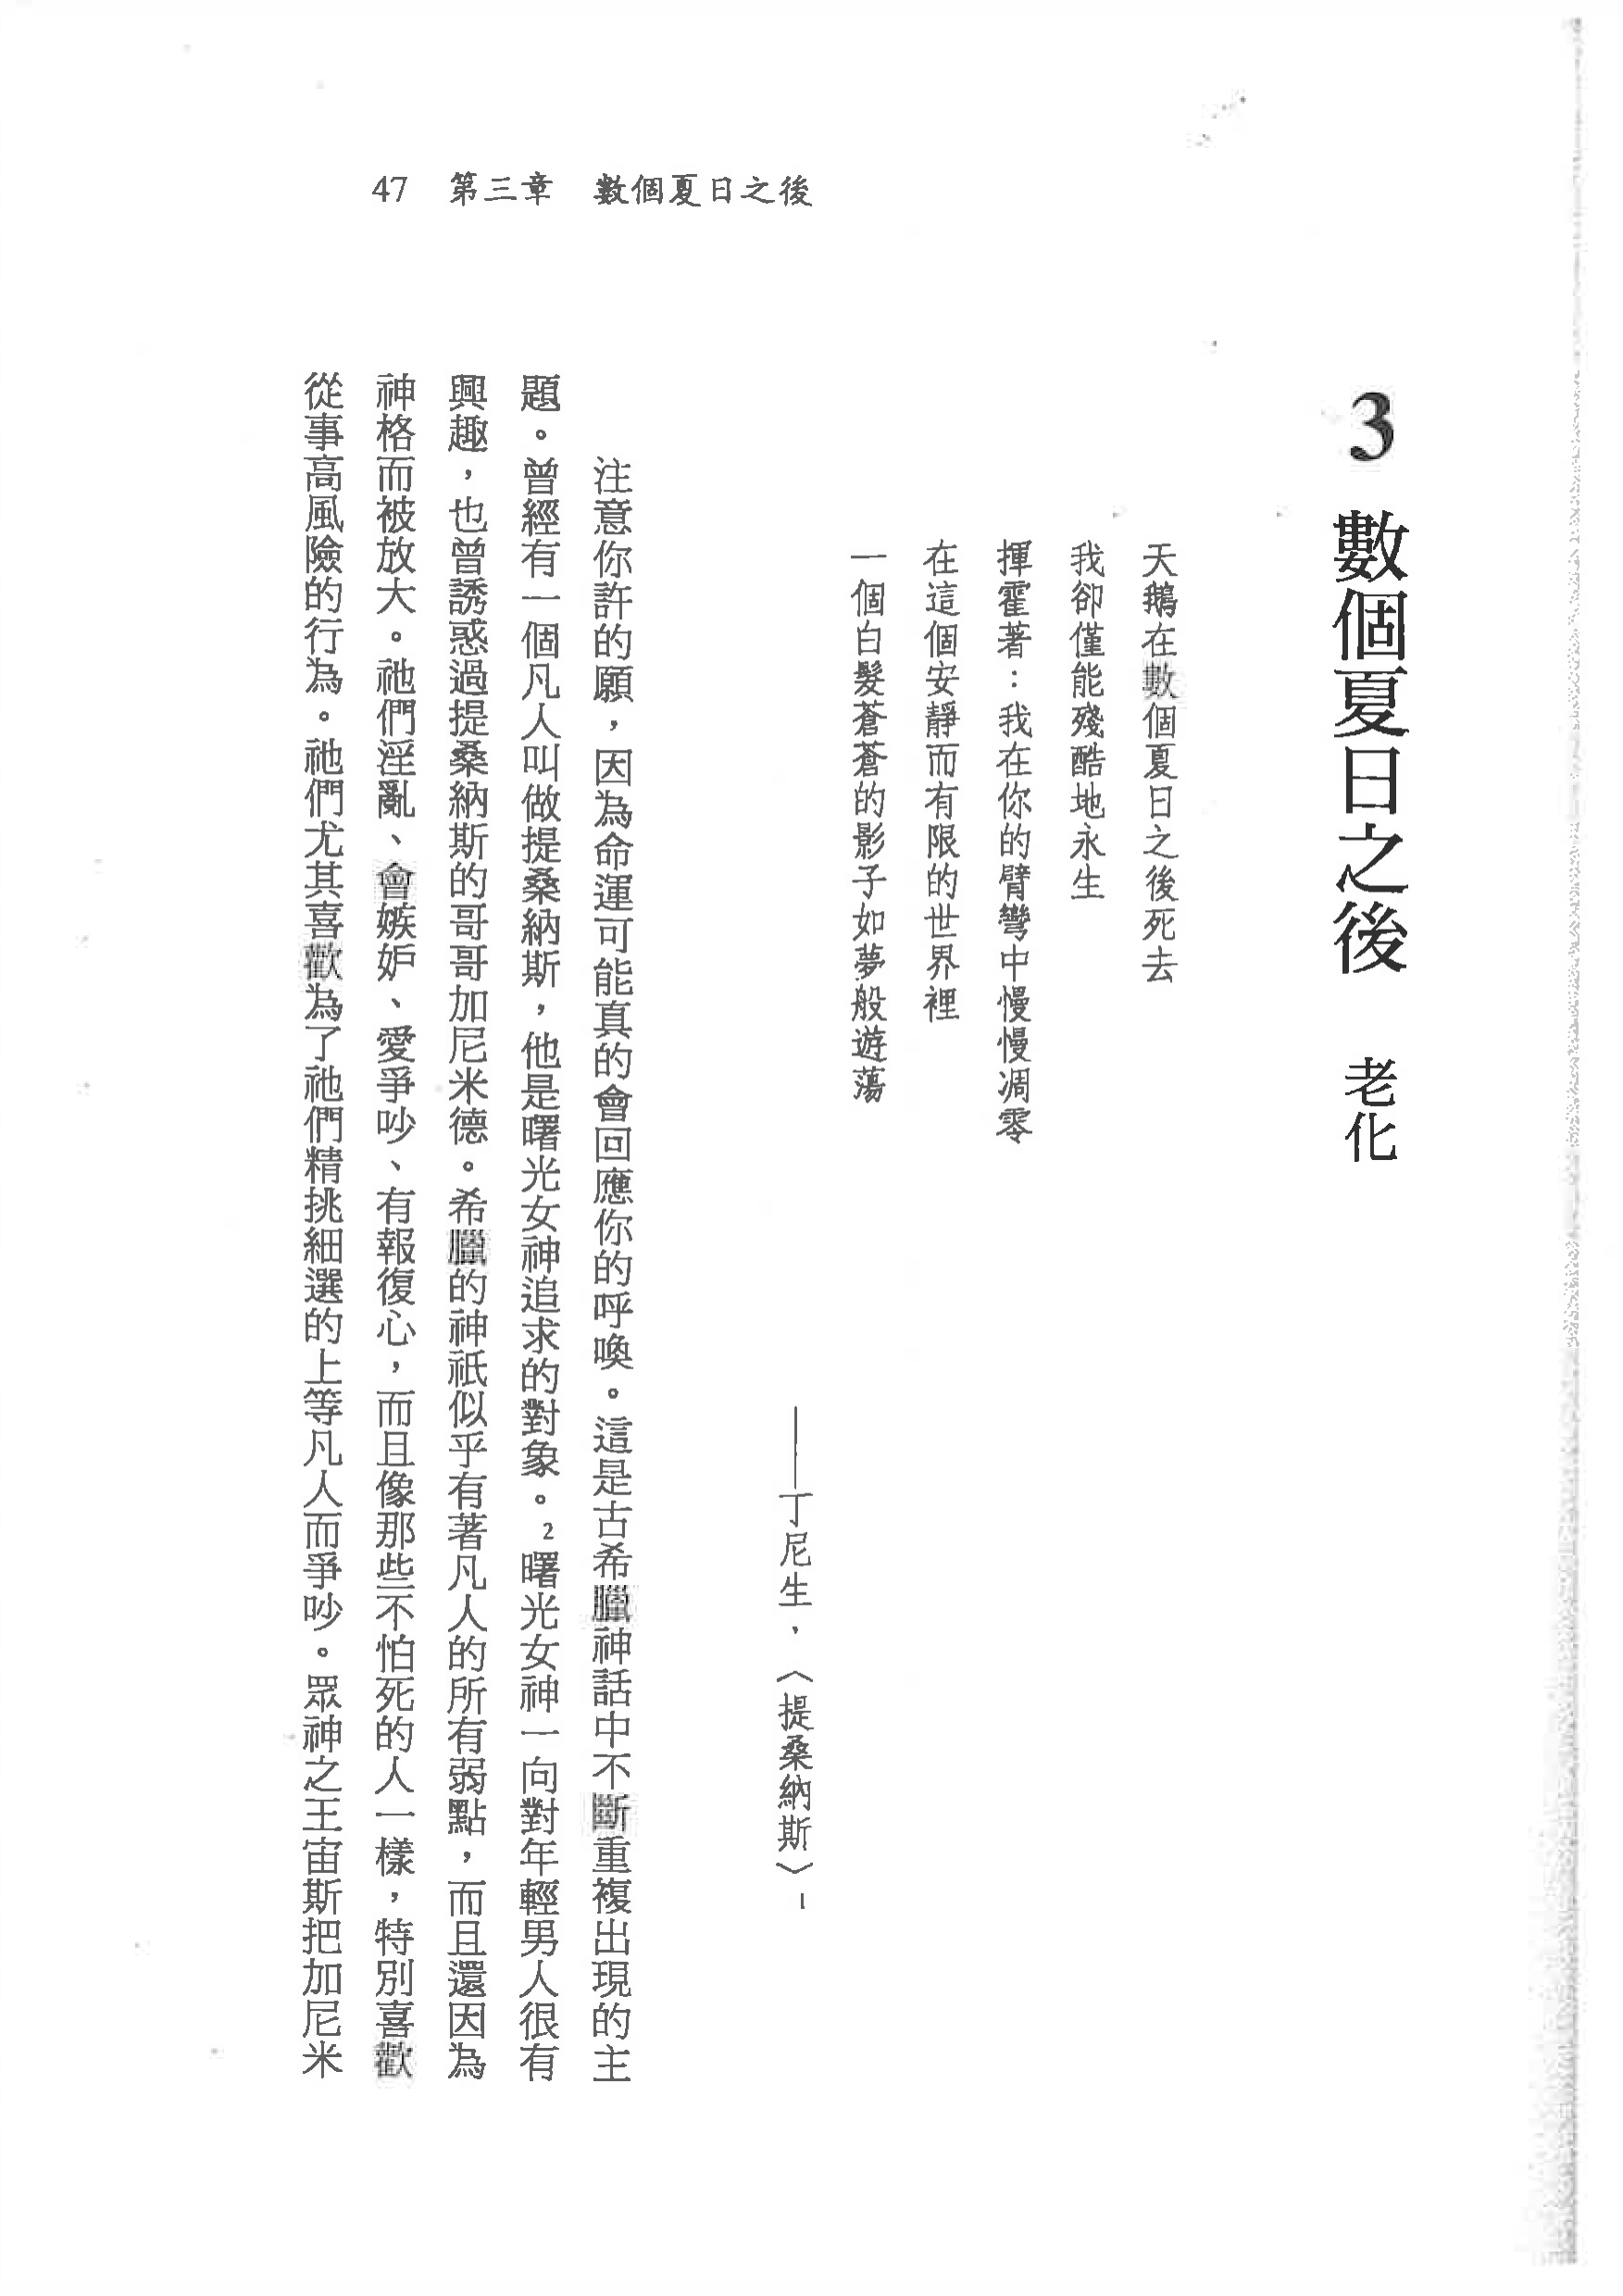 47 第三章 數個夏日之後
3 數個夏日之後 老化
天鵝在數個夏日之後死去
我卻僅能殘酷地永生
揮霍著：我在你的臂彎中慢慢凋零
在這個安靜而有限的世界裡
一個白髮蒼蒼的影子如夢般遊蕩
——丁尼生，〈提桑納斯〉1
注意你許的願，因為命運可能真的會回應你的呼喚。這是古希臘神話中不斷重複出現的主
題。曾經有一個凡人叫做提桑納斯，他是曙光女神追求的對象。2曙光女神一向對年輕男人很有
興趣，也曾誘惑過提桑納斯的哥哥加尼米德。希臘的神祇似乎有著凡人的所有弱點，而且還因為
神格而被放大。祂們淫亂、會嫉妒、愛爭吵、有報復心，而且像那些不怕死的人一樣，特別喜歡
從事高風險的行為。祂們尤其喜歡為了祂們精挑細選的上等凡人而爭吵。眾神之王宙斯把加尼米